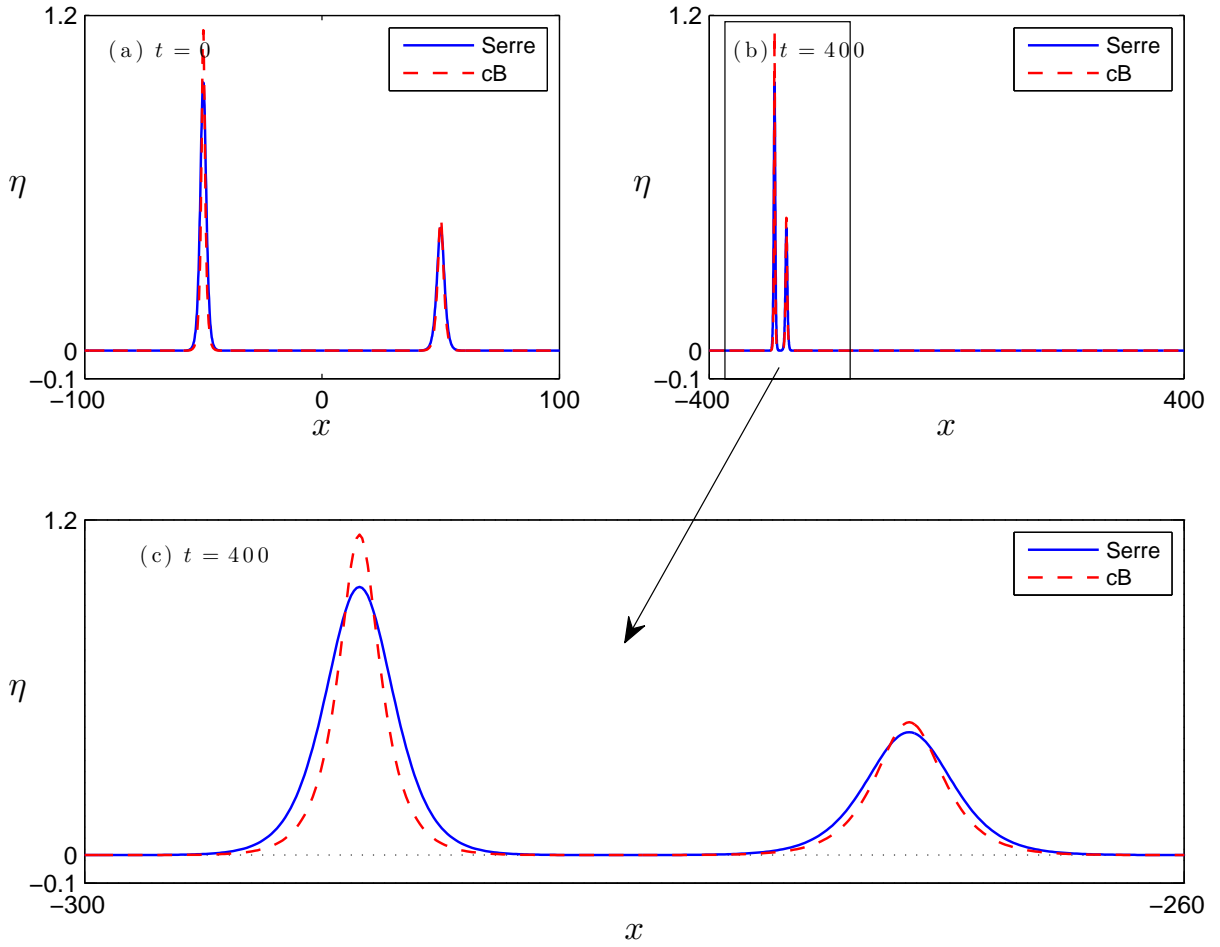 1.2
(a) t = 0
Serre
cB
η
0
−0.1
−100
0
100
x
1.2
(b) t = 400
Serre
cB
η
0
−0.1
−400
400
x
1.2
(c) t = 400
Serre
cB
η
0
−0.1
−300
−260
x